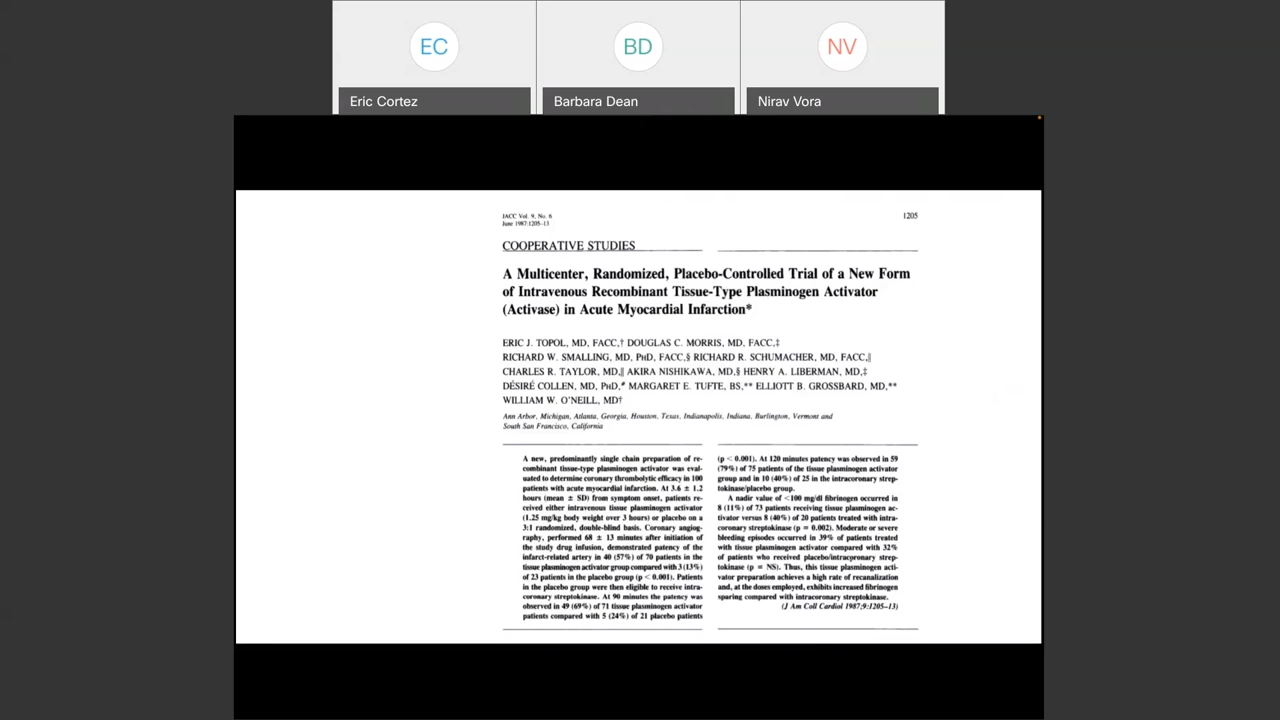 EC
BD
NV
Eric Cortez
Barbara Dean
Nirav Vora
JACC Vol. 9, No. 6
June 1987:1205-13
1205
COOPERATIVE STUDIES
A Multicenter, Randomized, Placebo-Controlled Trial of a New Form
of Intravenous Recombinant Tissue-Type Plasminogen Activator
(Activase) in Acute Myocardial Infarction*
ERIC J. TOPOL, MD, FACC,† DOUGLAS C. MORRIS, MD, FACC,‡
RICHARD W. SMALLING, MD, PHD, FACC,§ RICHARD R. SCHUMACHER, MD, FACC,‖
CHARLES R. TAYLOR, MD,‖ AKIRA NISHIKAWA, MD,§ HENRY A. LIBERMAN, MD,‡
DÉSIRÉ COLLEN, MD, PHD,# MARGARET E. TUFTE, BS,** ELLIOTT B. GROSSBARD, MD,**
WILLIAM W. O'NEILL, MD†
Ann Arbor, Michigan, Atlanta, Georgia, Houston, Texas, Indianapolis, Indiana, Burlington, Vermont and
South San Francisco, California
A new, predominantly single chain preparation of re-
combinant tissue-type plasminogen activator was eval-
uated to determine coronary thrombolytic efficacy in 100
patients with acute myocardial infarction. At 3.6 ± 1.2
hours (mean ± SD) from symptom onset, patients re-
ceived either intravenous tissue plasminogen activator
(1.25 mg/kg body weight over 3 hours) or placebo on a
3:1 randomized, double-blind basis. Coronary angiog-
raphy, performed 68 ± 13 minutes after initiation of
the study drug infusion, demonstrated patency of the
infarct-related artery in 40 (57%) of 70 patients in the
tissue plasminogen activator group compared with 3 (13%)
of 23 patients in the placebo group (p < 0.001). Patients
in the placebo group were then eligible to receive intra-
coronary streptokinase. At 90 minutes the patency was
observed in 49 (69%) of 71 tissue plasminogen activator
patients compared with 5 (24%) of 21 placebo patients
(p < 0.001). At 120 minutes patency was observed in 59
(79%) of 75 patients of the tissue plasminogen activator
group and in 10 (40%) of 25 in the intracoronary strep-
tokinase/placebo group.
A nadir value of <100 mg/dl fibrinogen occurred in
8 (11%) of 73 patients receiving tissue plasminogen ac-
tivator versus 8 (40%) of 20 patients treated with intra-
coronary streptokinase (p = 0.002). Moderate or severe
bleeding episodes occurred in 39% of patients treated
with tissue plasminogen activator compared with 32%
of patients who received placebo/intracoronary strep-
tokinase (p = NS). Thus, this tissue plasminogen acti-
vator preparation achieves a high rate of recanalization
and, at the doses employed, exhibits increased fibrinogen
sparing compared with intracoronary streptokinase.
(J Am Coll Cardiol 1987;9:1205-13)